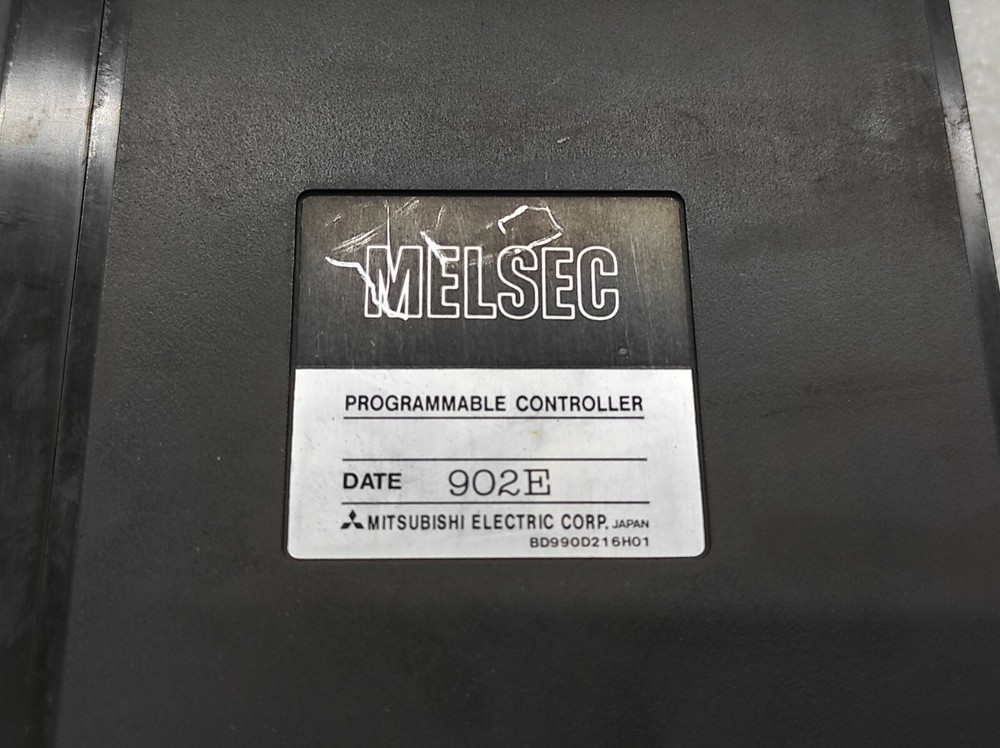 MELSEC
PROGRAMMABLE CONTROLLER
DATE 902E
MITSUBISHI ELECTRIC CORP. JAPAN
BD990D216H01